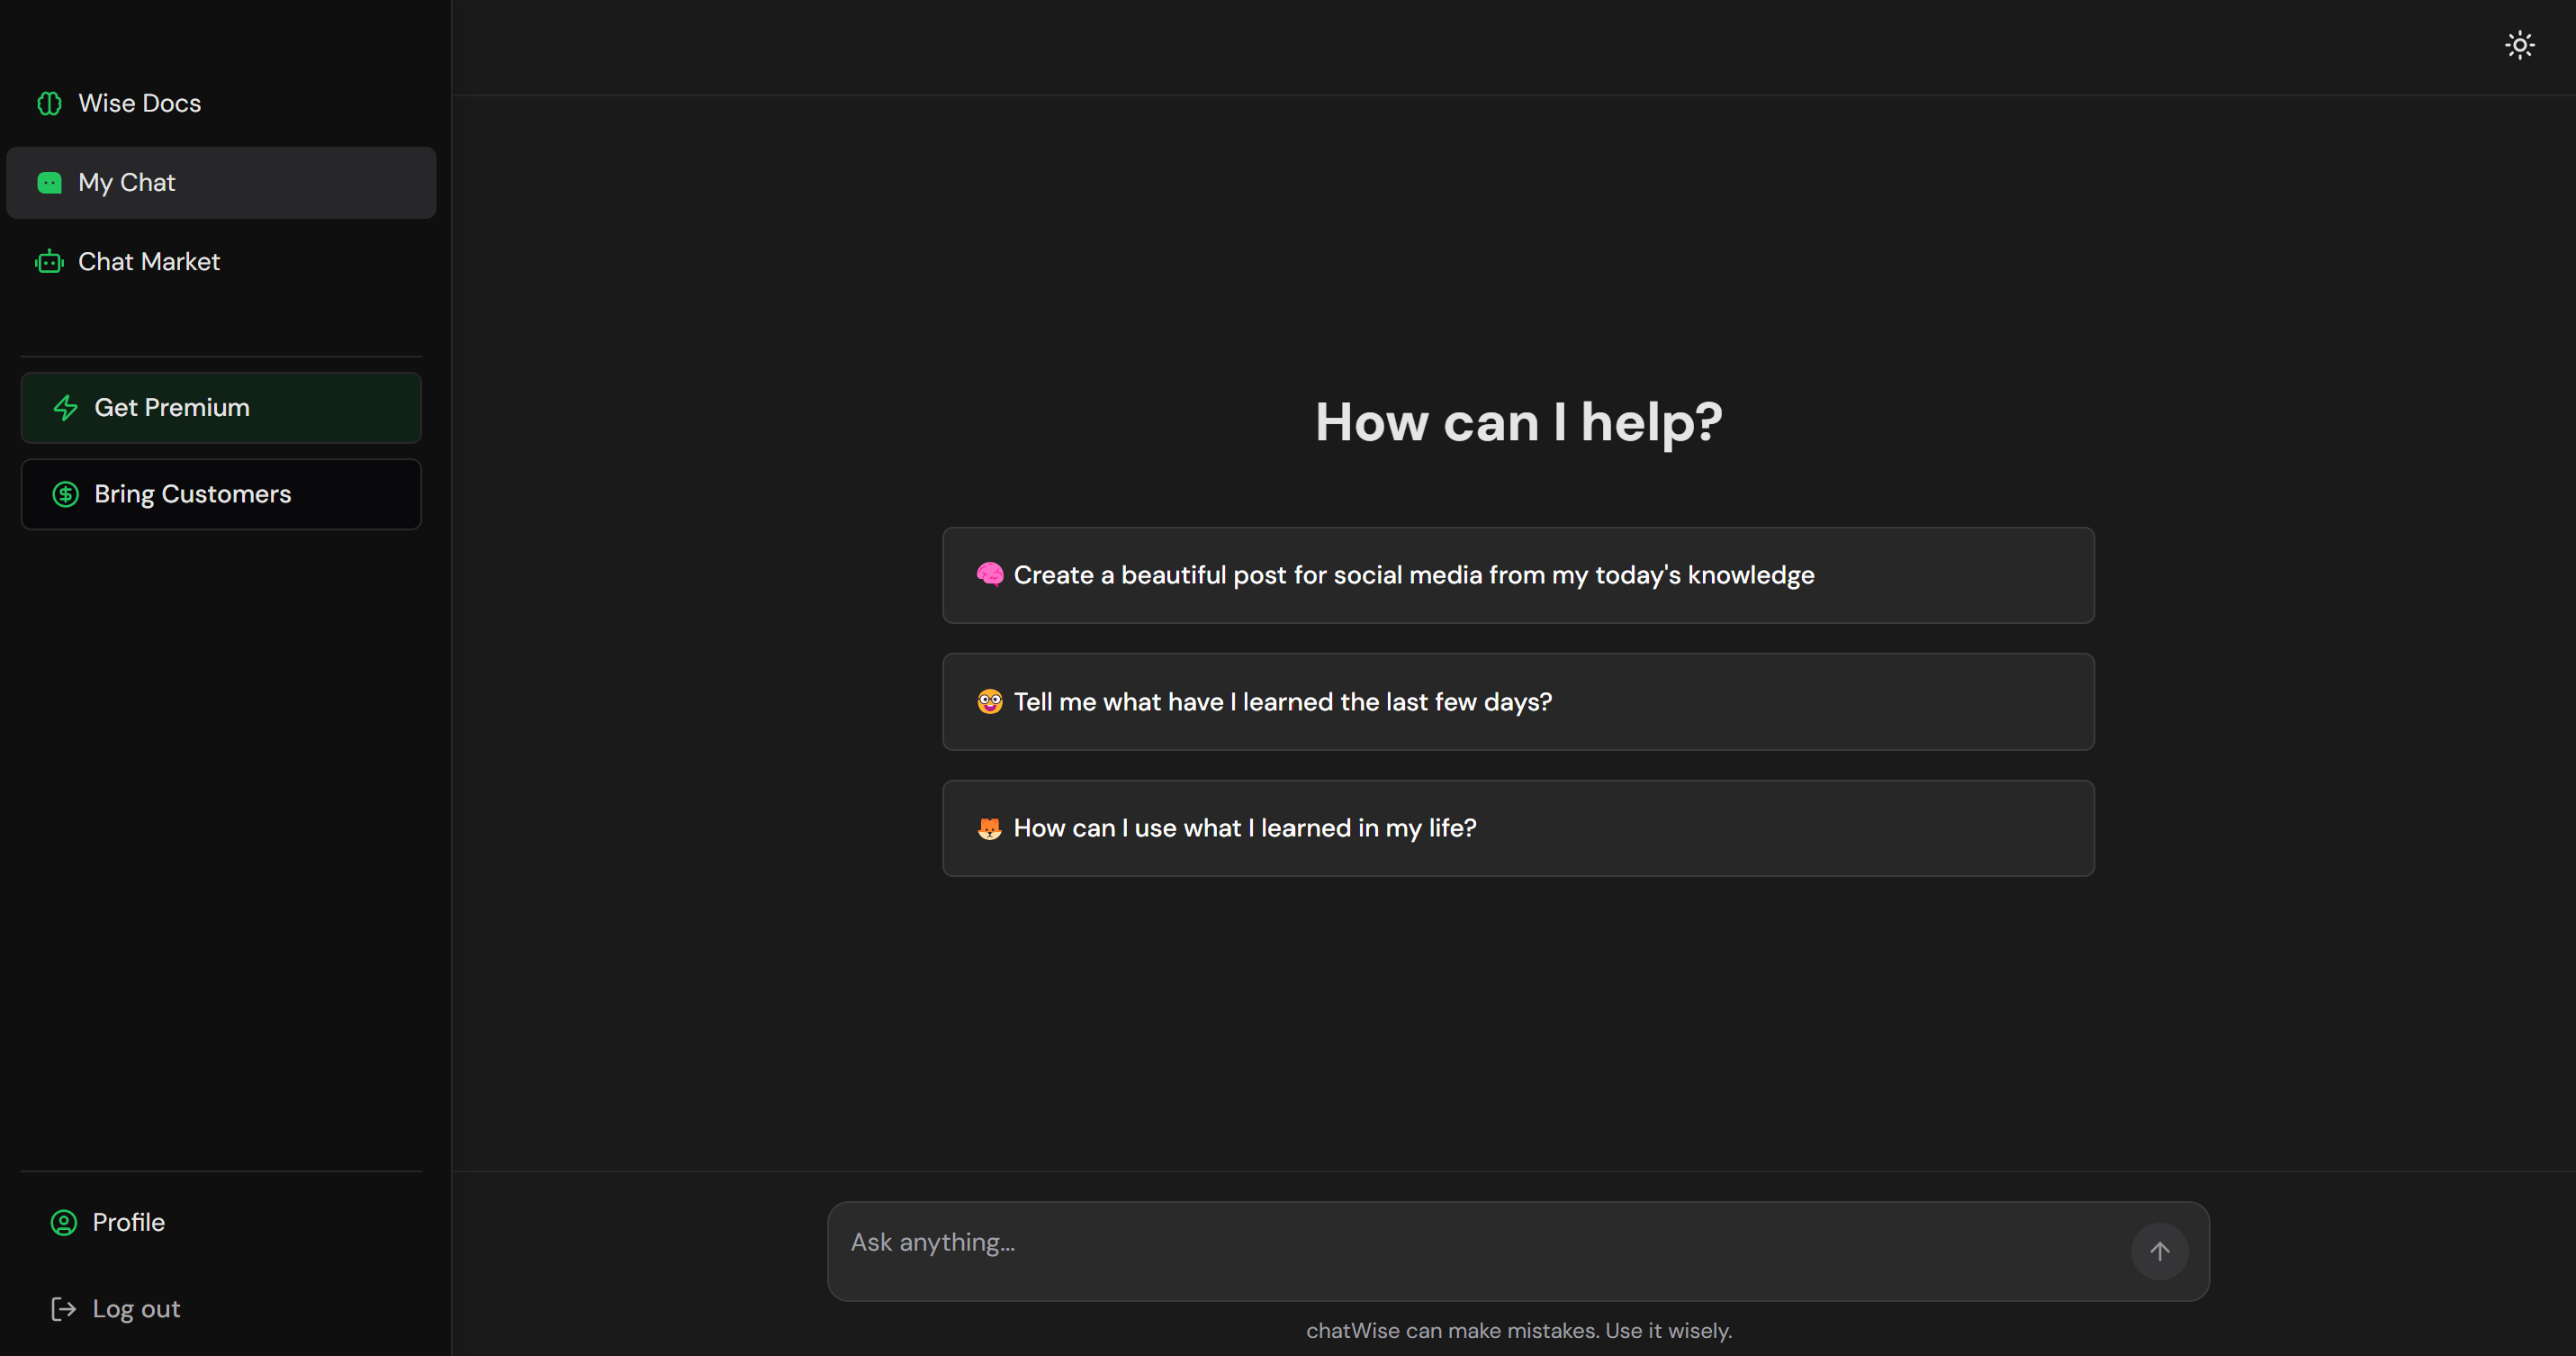 Wise Docs
My Chat
Chat Market
Get Premium
Bring Customers
Profile
Log out
How can I help?
🧠 Create a beautiful post for social media from my today's knowledge
🤓 Tell me what have I learned the last few days?
🦊 How can I use what I learned in my life?
Ask anything...
chatWise can make mistakes. Use it wisely.